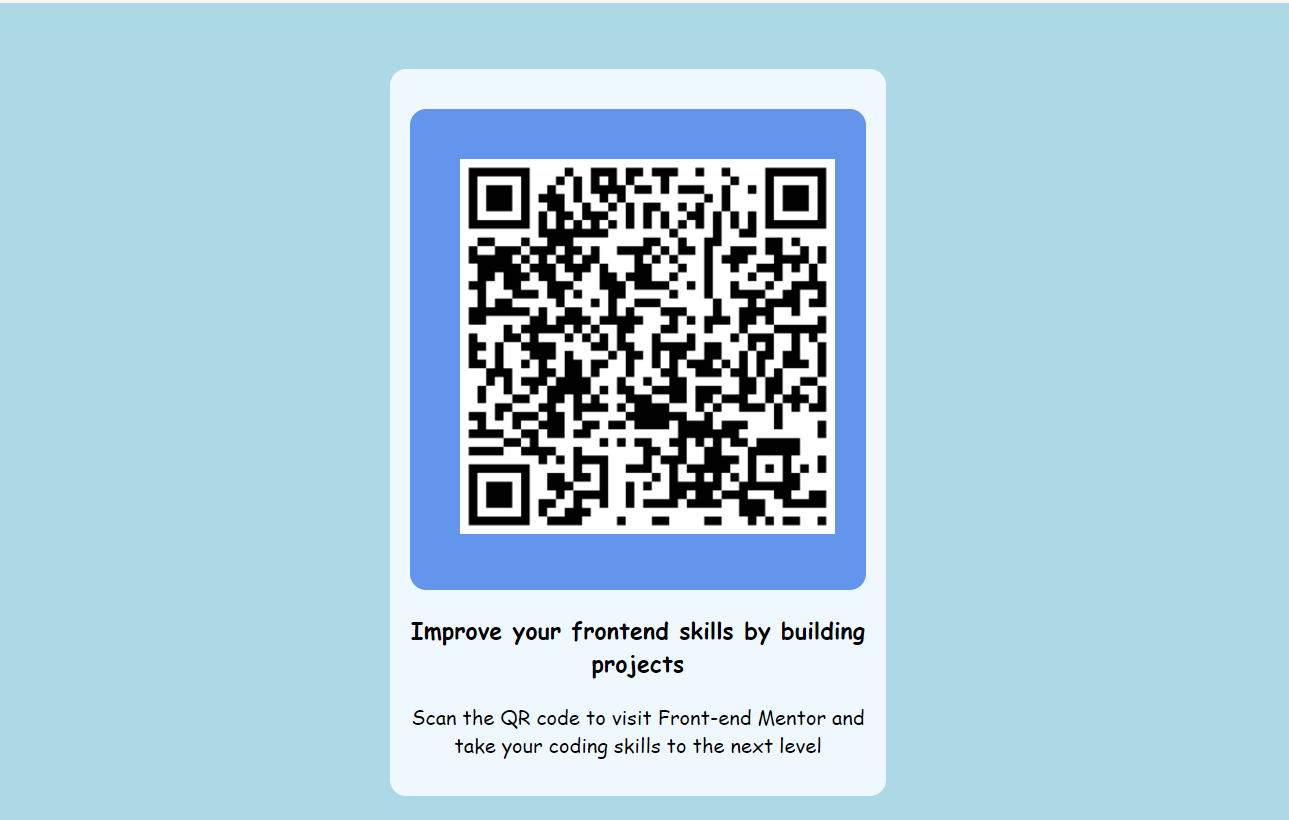 Improve your frontend skills by building
projects
Scan the QR code to visit Front-end Mentor and
take your coding skills to the next level